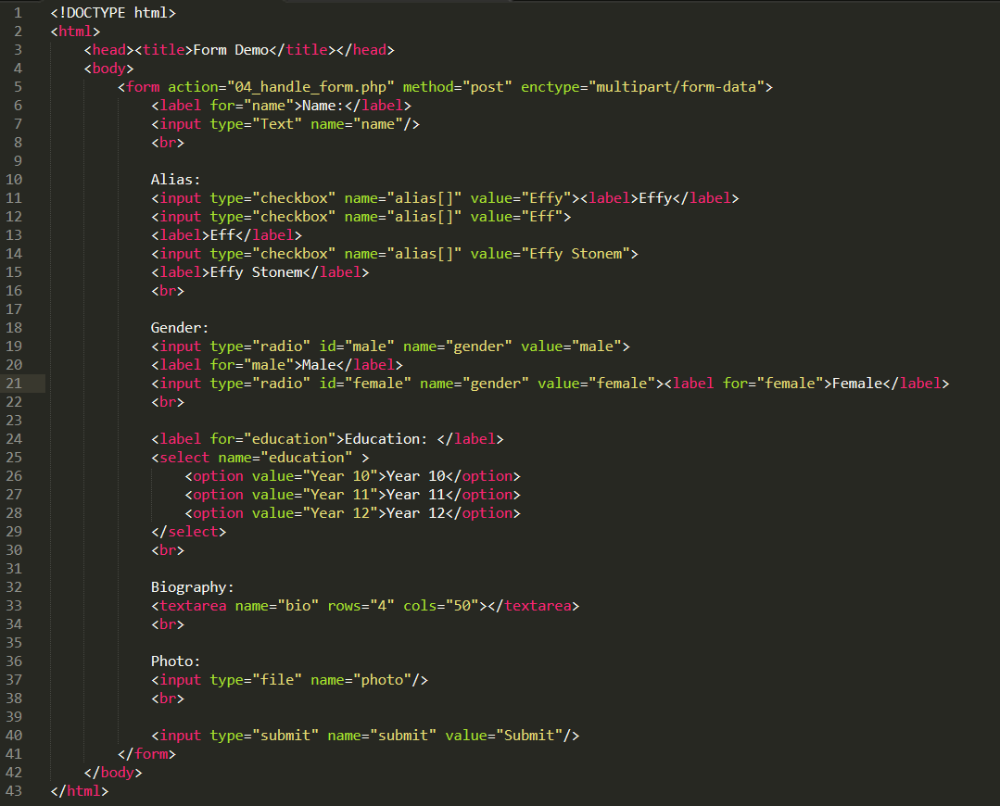 1 <!DOCTYPE html>
2 <html>
3     <head><title>Form Demo</title></head>
4     <body>
5         <form action="04_handle_form.php" method="post" enctype="multipart/form-data">
6             <label for="name">Name:</label>
7             <input type="Text" name="name"/>
8             <br>
9
10             Alias:
11             <input type="checkbox" name="alias[]" value="Effy"><label>Effy</label>
12             <input type="checkbox" name="alias[]" value="Eff">
13             <label>Eff</label>
14             <input type="checkbox" name="alias[]" value="Effy Stonem">
15             <label>Effy Stonem</label>
16             <br>
17
18             Gender:
19             <input type="radio" id="male" name="gender" value="male">
20             <label for="male">Male</label>
21             <input type="radio" id="female" name="gender" value="female"><label for="female">Female</label>
22             <br>
23
24             <label for="education">Education: </label>
25             <select name="education" >
26                 <option value="Year 10">Year 10</option>
27                 <option value="Year 11">Year 11</option>
28                 <option value="Year 12">Year 12</option>
29             </select>
30             <br>
31
32             Biography:
33             <textarea name="bio" rows="4" cols="50"></textarea>
34             <br>
35
36             Photo:
37             <input type="file" name="photo"/>
38             <br>
39
40             <input type="submit" name="submit" value="Submit"/>
41         </form>
42     </body>
43 </html>